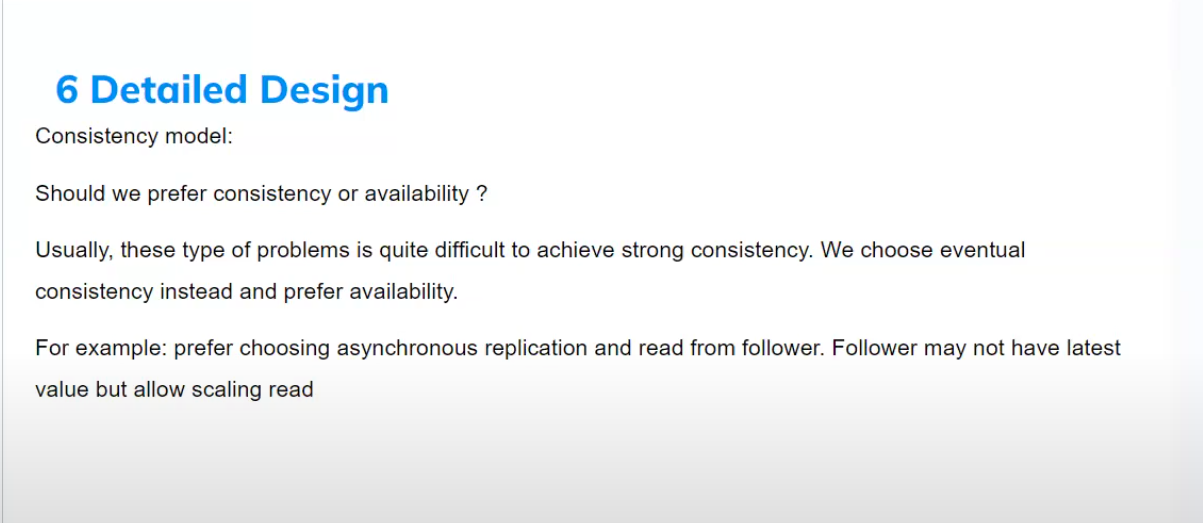 6 Detailed Design
Consistency model:
Should we prefer consistency or availability ?
Usually, these type of problems is quite difficult to achieve strong consistency. We choose eventual
consistency instead and prefer availability.
For example: prefer choosing asynchronous replication and read from follower. Follower may not have latest
value but allow scaling read